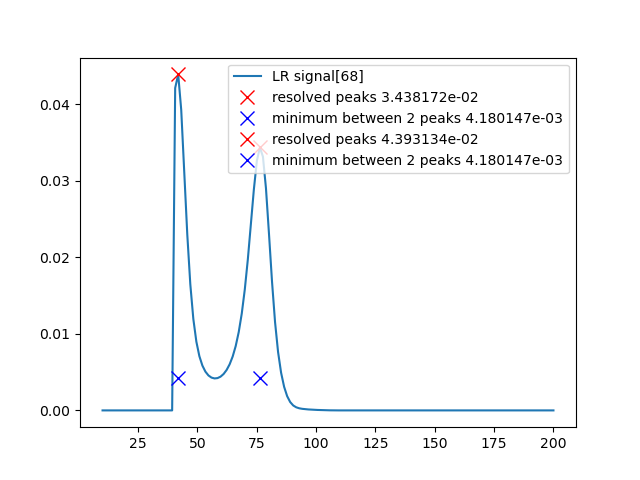 LR signal[68]
resolved peaks 3.438172e-02
minimum between 2 peaks 4.180147e-03
resolved peaks 4.393134e-02
minimum between 2 peaks 4.180147e-03
0.04
0.03
0.02
0.01
0.00
25 50 75 100 125 150 175 200